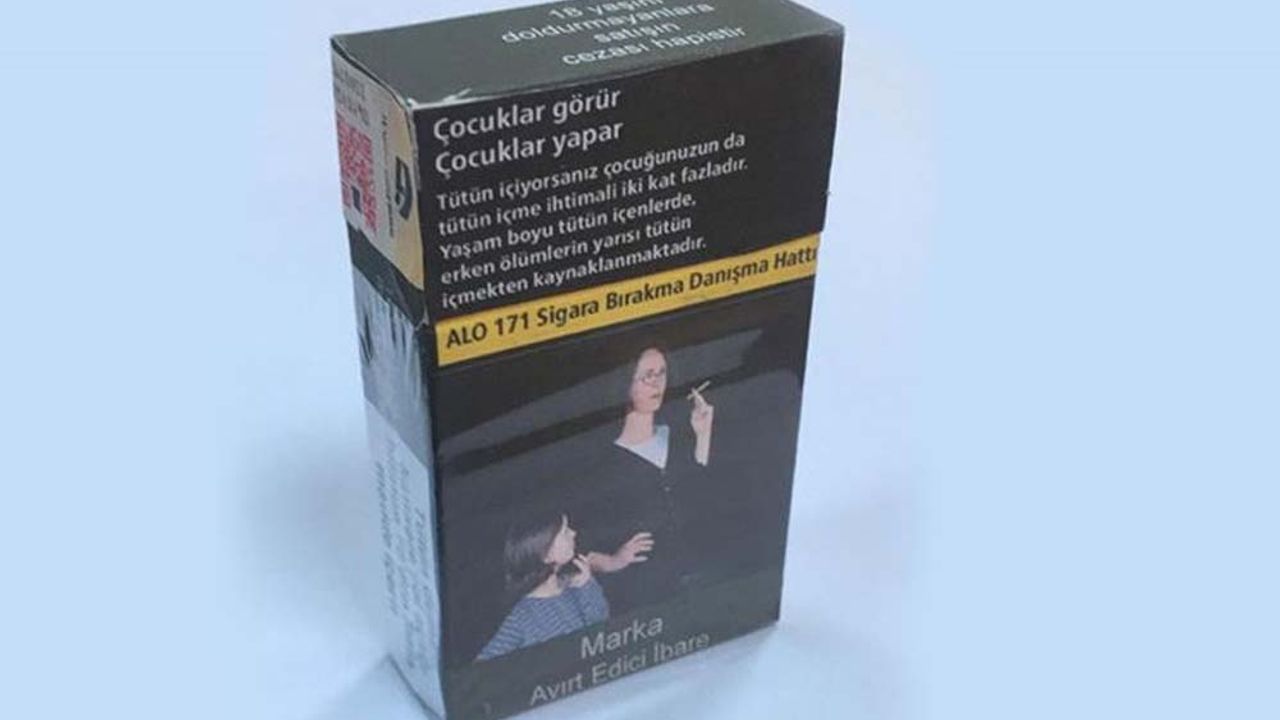 18 yaşını
doldurmayanlara
satışın
cezası hapistir
Çocuklar görür
Çocuklar yapar
Tütün içiyorsanız çocuğunuzun da
tütün içme ihtimali iki kat fazladır.
Yaşam boyu tütün içenlerde,
erken ölümlerin yarısı tütün
içmekten kaynaklanmaktadır.
ALO 171 Sigara Bırakma Danışma Hattı
Marka
Ayırt Edici İbare